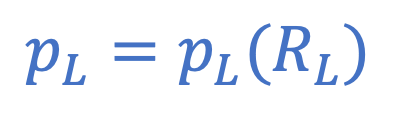 p_L = p_L(R_L)